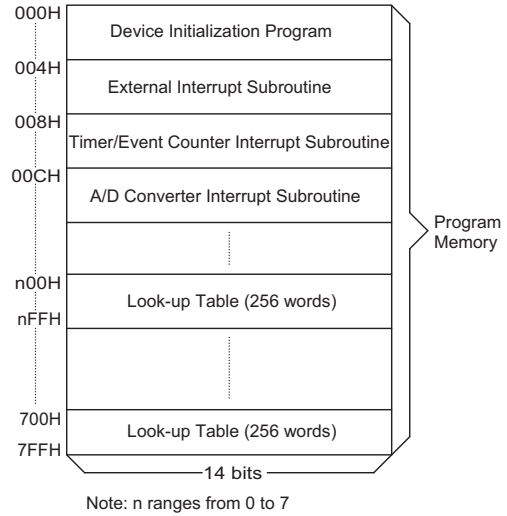 000H
Device Initialization Program
004H
External Interrupt Subroutine
008H
Timer/Event Counter Interrupt Subroutine
00CH
A/D Converter Interrupt Subroutine
Program
Memory
n00H
Look-up Table (256 words)
nFFH
700H
Look-up Table (256 words)
7FFH
14 bits
Note: n ranges from 0 to 7